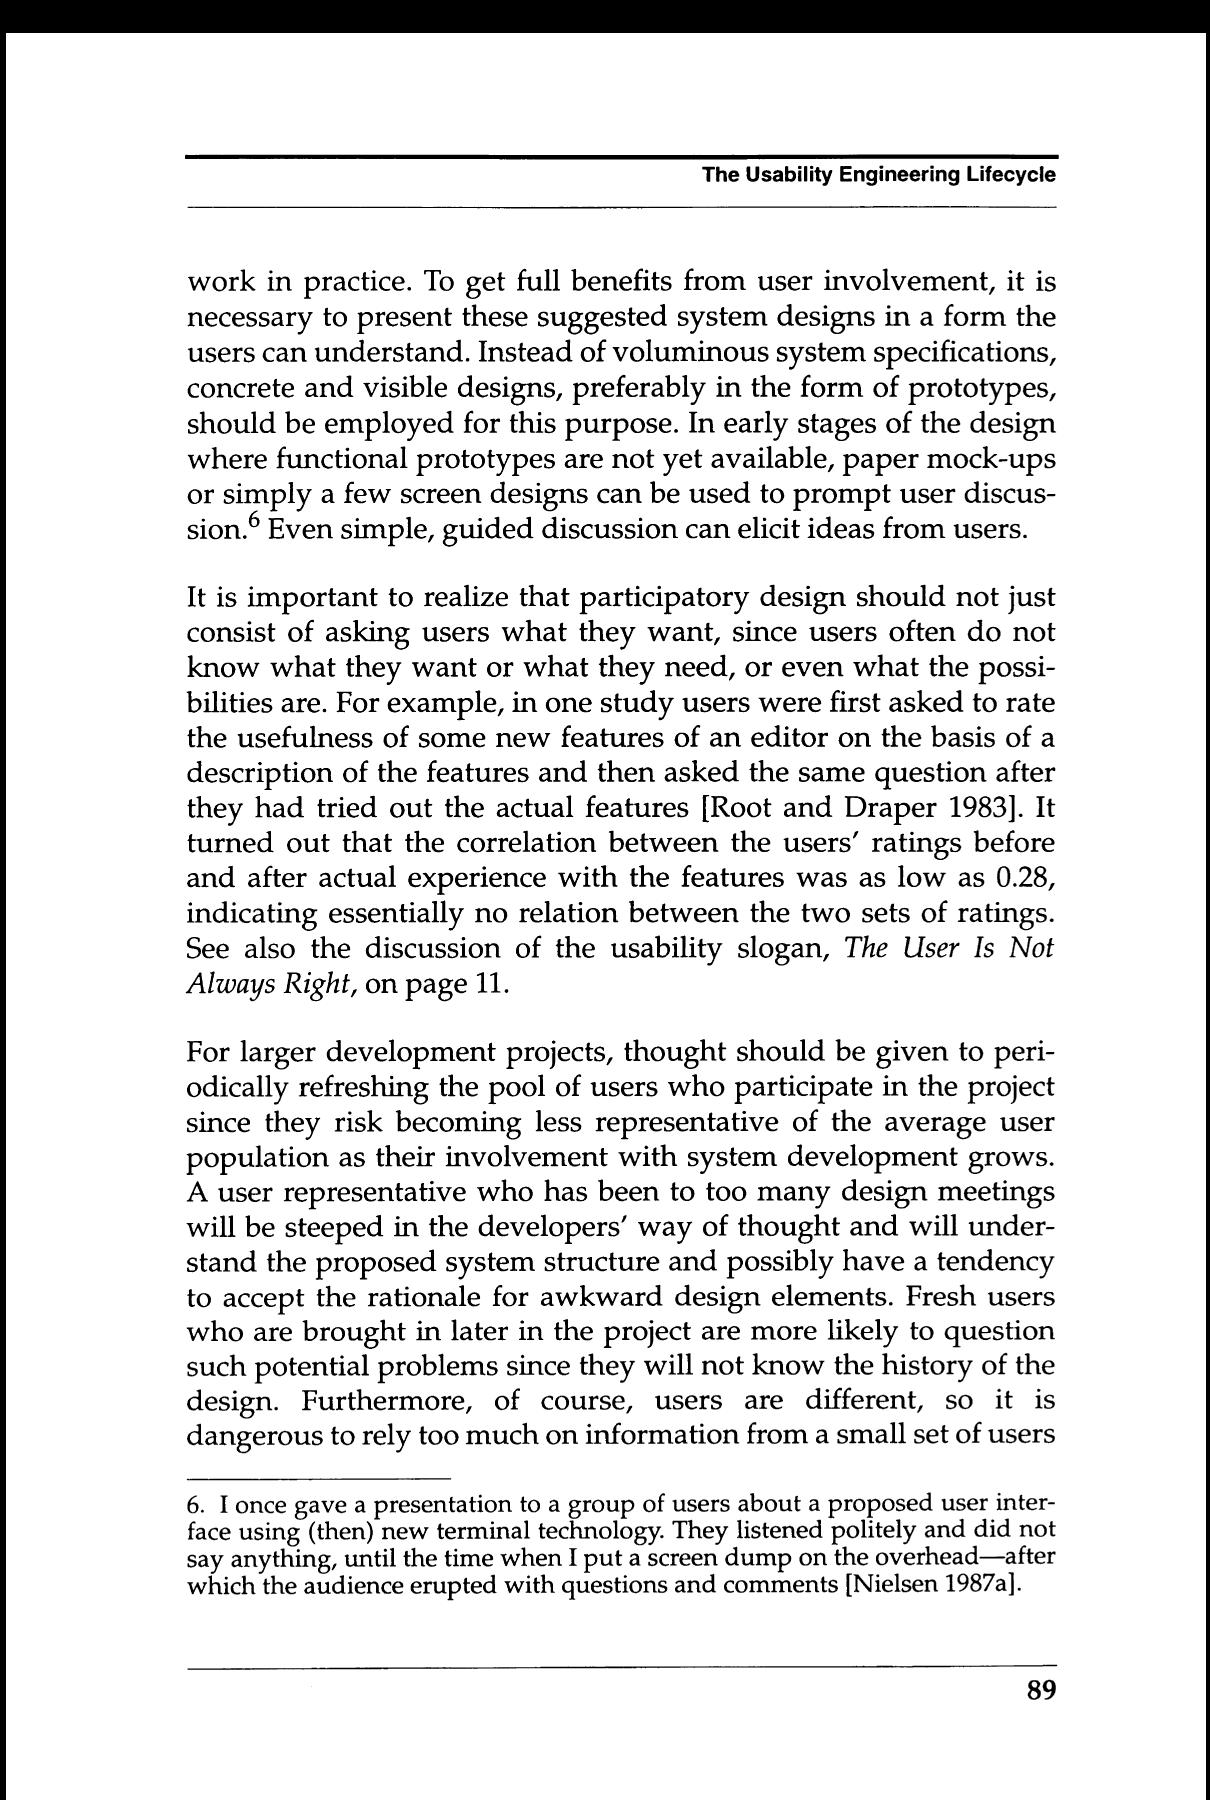 The Usability Engineering Lifecycle
work in practice. To get full benefits from user involvement, it is
necessary to present these suggested system designs in a form the
users can understand. Instead of voluminous system specifications,
concrete and visible designs, preferably in the form of prototypes,
should be employed for this purpose. In early stages of the design
where functional prototypes are not yet available, paper mock-ups
or simply a few screen designs can be used to prompt user discus-
sion.6 Even simple, guided discussion can elicit ideas from users.
It is important to realize that participatory design should not just
consist of asking users what they want, since users often do not
know what they want or what they need, or even what the possi-
bilities are. For example, in one study users were first asked to rate
the usefulness of some new features of an editor on the basis of a
description of the features and then asked the same question after
they had tried out the actual features [Root and Draper 1983]. It
turned out that the correlation between the users' ratings before
and after actual experience with the features was as low as 0.28,
indicating essentially no relation between the two sets of ratings.
See also the discussion of the usability slogan, The User Is Not
Always Right, on page 11.
For larger development projects, thought should be given to peri-
odically refreshing the pool of users who participate in the project
since they risk becoming less representative of the average user
population as their involvement with system development grows.
A user representative who has been to too many design meetings
will be steeped in the developers' way of thought and will under-
stand the proposed system structure and possibly have a tendency
to accept the rationale for awkward design elements. Fresh users
who are brought in later in the project are more likely to question
such potential problems since they will not know the history of the
design. Furthermore, of course, users are different, so it is
dangerous to rely too much on information from a small set of users
6. I once gave a presentation to a group of users about a proposed user inter-
face using (then) new terminal technology. They listened politely and did not
say anything, until the time when I put a screen dump on the overhead—after
which the audience erupted with questions and comments [Nielsen 1987a].
89